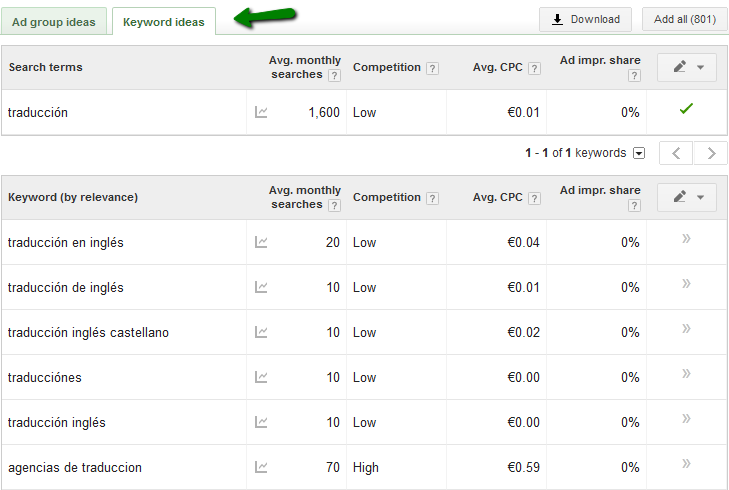 Ad group ideas Keyword ideas Download Add all (801)
Search terms Avg. monthly searches ? Competition ? Avg. CPC ? Ad impr. share ?
traducción 1,600 Low €0.01 0%
1 - 1 of 1 keywords
Keyword (by relevance) Avg. monthly searches ? Competition ? Avg. CPC ? Ad impr. share ?
traducción en inglés 20 Low €0.04 0% »
traducción de inglés 10 Low €0.01 0% »
traducción inglés castellano 10 Low €0.02 0% »
traducciónes 10 Low €0.00 0% »
traducción inglés 10 Low €0.00 0% »
agencias de traduccion 70 High €0.59 0% »